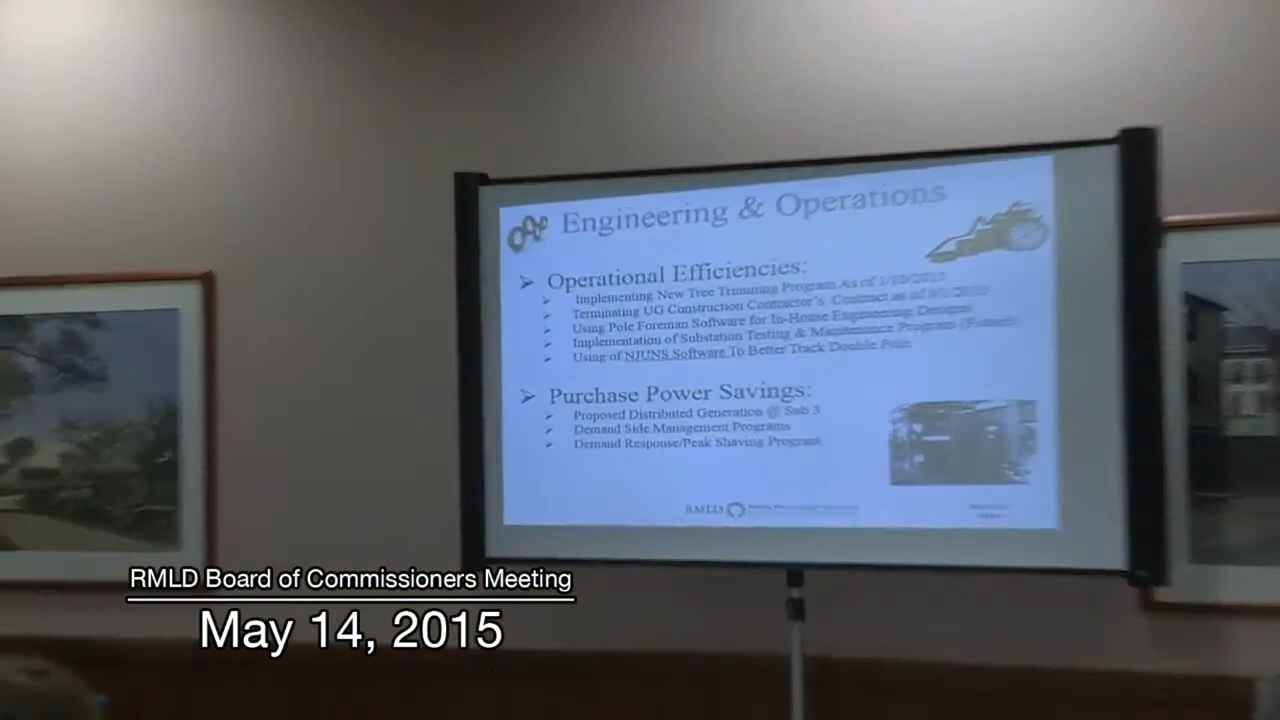 Engineering & Operations
Operational Efficiencies:
Implementing New Tree Trimming Program As of
Terminating UG Construction Contractor's Contract as of
Using Pole Foreman Software for In-House Engineering Designs
Implementation of Substation Testing & Maintenance Program
Using of NJUNS Software To Better Track Double Pole
Purchase Power Savings:
Proposed Distributed Generation @ Sub 3
Demand Side Management Programs
Demand Response/Peak Shaving Program
RMLD
RMLD Board of Commissioners Meeting
May 14, 2015